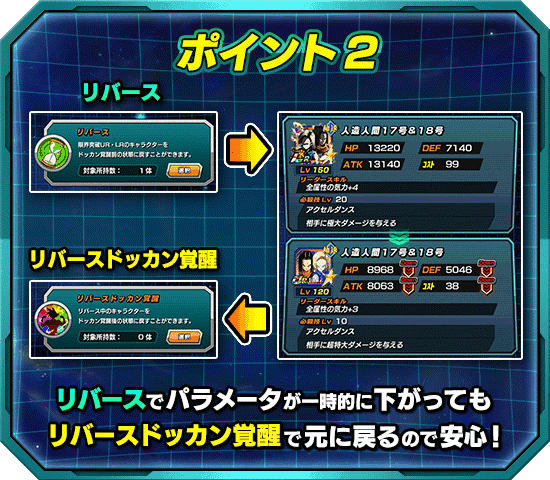 ポイント2
リバース
リバース
限界突破UR・LRのキャラクターを
ドッカン覚醒前の状態に戻すことができます。
対象所持数: 1体
選択
人造人間17号&18号
HP 13220 DEF 7140
ATK 13140 コスト 99
Lv 150
リーダースキル
全属性の気力+4
必殺技 Lv 20
アクセルダンス
相手に極大ダメージを与える
リバースドッカン覚醒
リバースドッカン覚醒
リバース中のキャラクターを
ドッカン覚醒後の状態に戻すことができます。
対象所持数: 0体
選択
人造人間17号&18号
HP 8968 DEF 5046
ATK 8063 コスト 38
Lv 120
リーダースキル
全属性の気力+3
必殺技 Lv 10
アクセルダンス
相手に超特大ダメージを与える
リバースでパラメータが一時的に下がっても
リバースドッカン覚醒で元に戻るので安心!